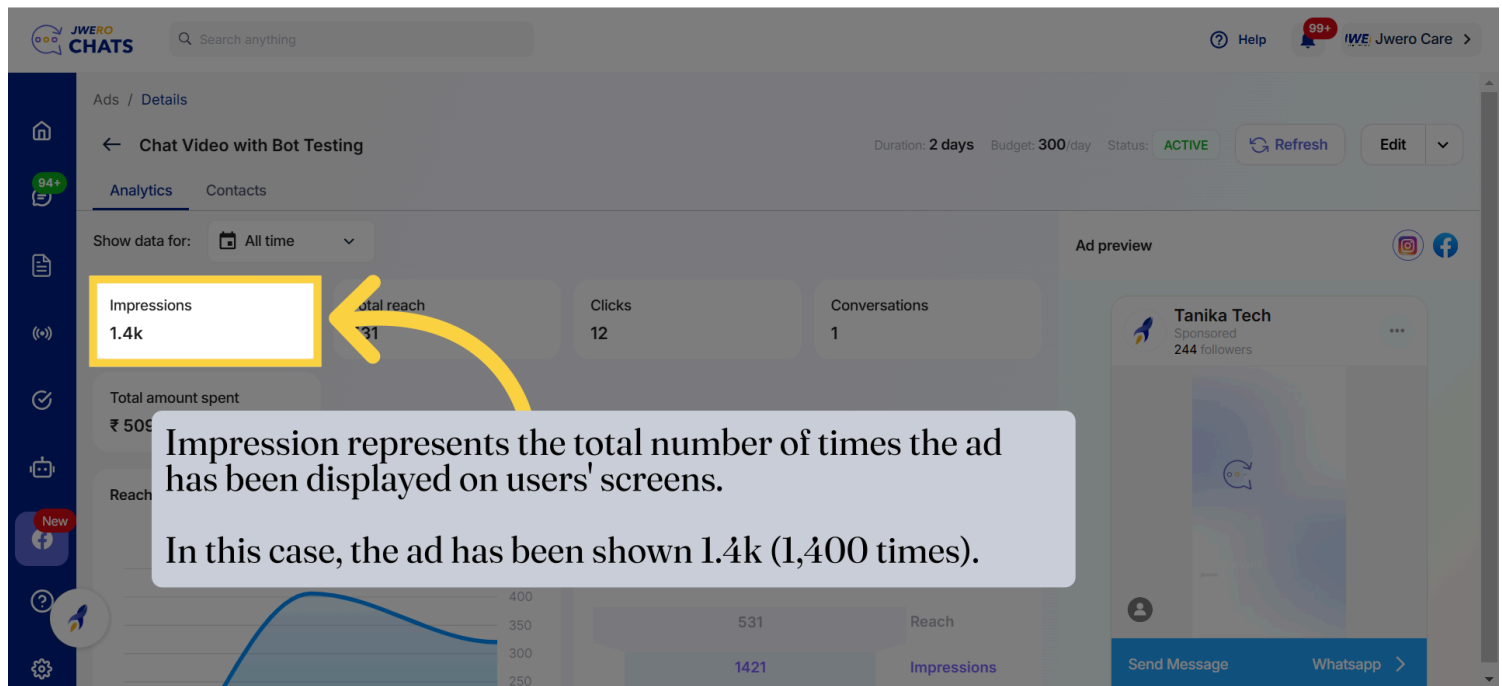 JWERO
CHATS
Search anything
Help
99+
JWE
Jwero Care
Ads / Details
Chat Video with Bot Testing
Duration: 2 days Budget: 300/day Status: ACTIVE
Refresh
Edit
94+
Analytics Contacts
Show data for: All time
Ad preview
Impressions
1.4k
Total reach
531
Clicks
12
Conversations
1
Tanika Tech
Sponsored
244 followers
Total amount spent
₹ 509
Impression represents the total number of times the ad
has been displayed on users' screens.
In this case, the ad has been shown 1.4k (1,400 times).
Reach
New
400
350
300
250
531 Reach
1421 Impressions
Send Message Whatsapp